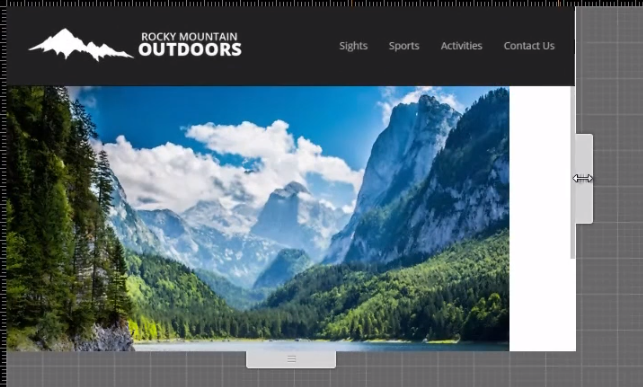 ROCKY MOUNTAIN
OUTDOORS
Sights Sports Activities Contact Us